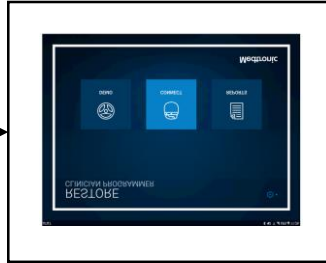 RESTORE
CLINICIAN PROGRAMMER
DEMO
CONNECT
REPORTS
Medtronic